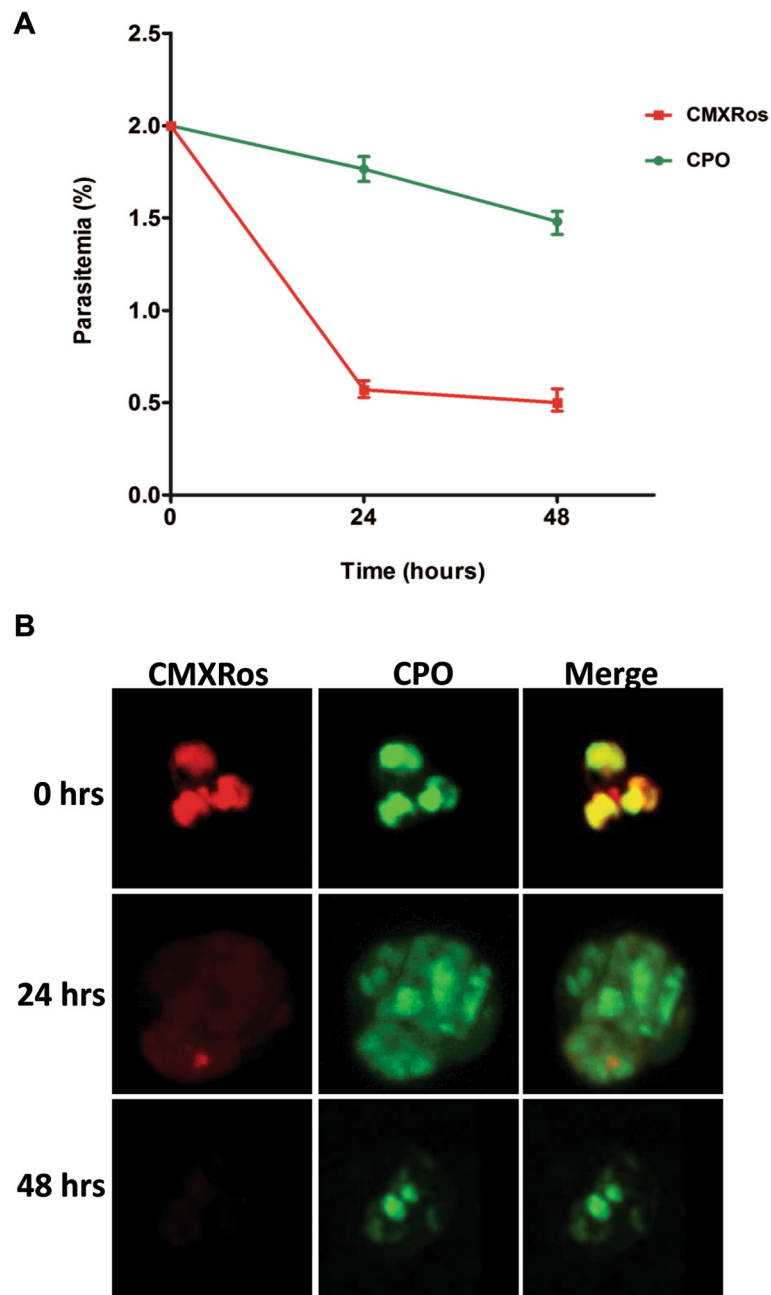 A
2.5
2.0
1.5
1.0
0.5
0.0
0
24
48
Parasitemia (%)
Time (hours)
CMXRos
CPO
B
CMXRos CPO Merge
0 hrs
24 hrs
48 hrs